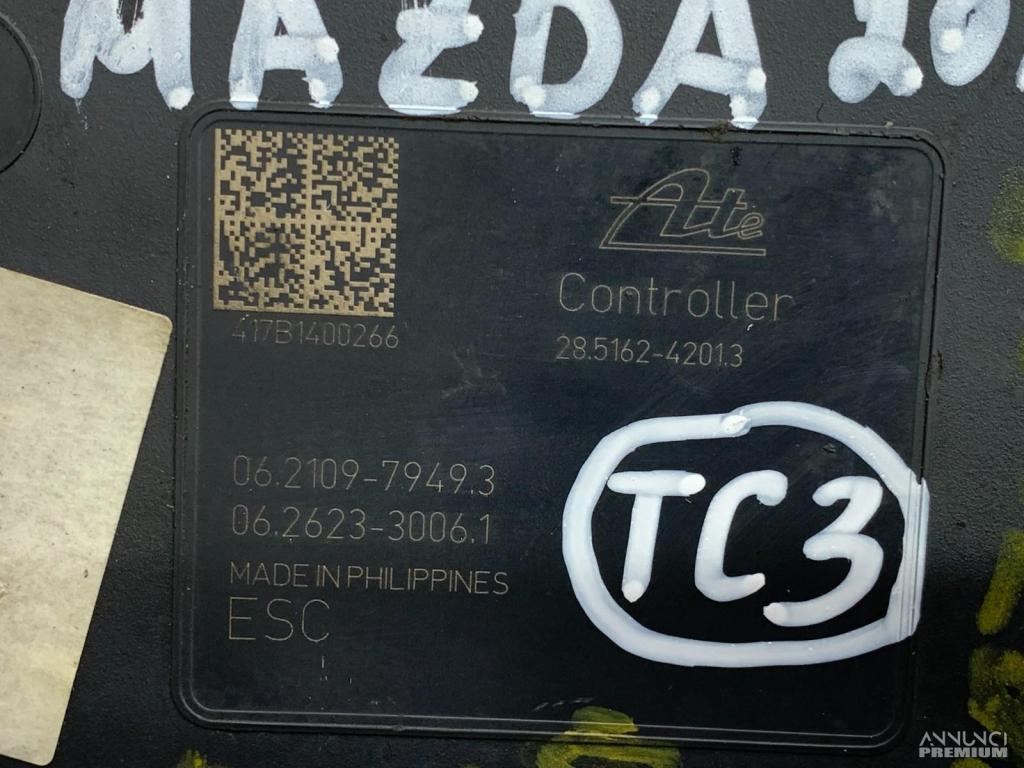 MAZDA
Ate
Controller
28.5162-4201.3
417B1400266
06.2109-7949.3
06.2623-3006.1
MADE IN PHILIPPINES
ESC
TC3
ANNUNCI
PREMIUM